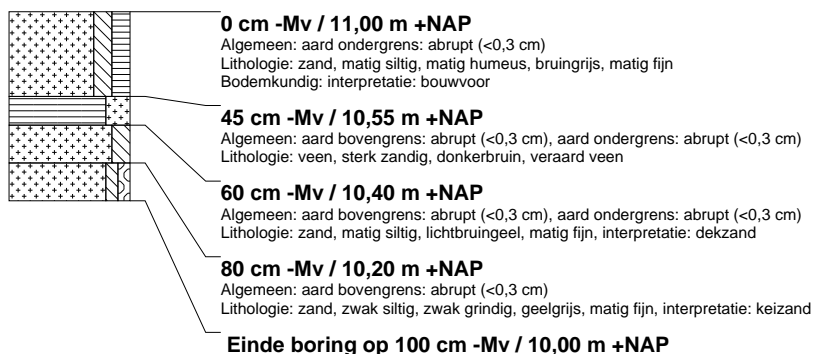 0 cm -Mv / 11,00 m +NAP
Algemeen: aard ondergrens: abrupt (<0,3 cm)
Lithologie: zand, matig siltig, matig humeus, bruingrijs, matig fijn
Bodemkundig: interpretatie: bouwvoor
45 cm -Mv / 10,55 m +NAP
Algemeen: aard bovengrens: abrupt (<0,3 cm), aard ondergrens: abrupt (<0,3 cm)
Lithologie: veen, sterk zandig, donkerbruin, veraard veen
60 cm -Mv / 10,40 m +NAP
Algemeen: aard bovengrens: abrupt (<0,3 cm), aard ondergrens: abrupt (<0,3 cm)
Lithologie: zand, matig siltig, lichtbruingeel, matig fijn, interpretatie: dekzand
80 cm -Mv / 10,20 m +NAP
Algemeen: aard bovengrens: abrupt (<0,3 cm)
Lithologie: zand, zwak siltig, zwak grindig, geelgrijs, matig fijn, interpretatie: keizand
Einde boring op 100 cm -Mv / 10,00 m +NAP